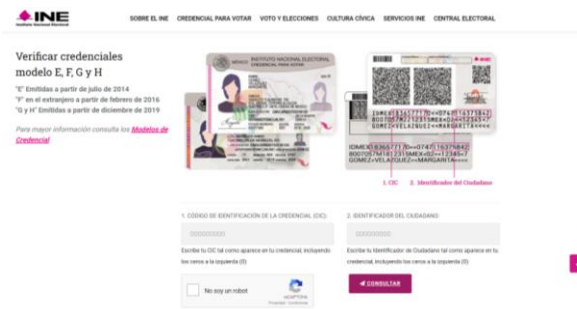 INE
Instituto Nacional Electoral
SOBRE EL INE CREDENCIAL PARA VOTAR VOTO Y ELECCIONES CULTURA CÍVICA SERVICIOS INE CENTRAL ELECTORAL
Verificar credenciales
modelo E, F, G y H
"E" Emitidas a partir de julio de 2014
"F" en el extranjero a partir de febrero de 2016
"G y H" Emitidas a partir de diciembre de 2019
Para mayor información consulta los Modelos de
Credencial
MÉXICO INSTITUTO NACIONAL ELECTORAL
CREDENCIAL PARA VOTAR
INE
GOMEZ<VELAZQUEZ<<MARGARITA<<<<
1. CIC 2. Identificador del Ciudadano
1. CÓDIGO DE IDENTIFICACIÓN DE LA CREDENCIAL (CIC):
Escribe tu CIC tal como aparece en tu credencial, incluyendo
los ceros a la izquierda (0)
2. IDENTIFICADOR DEL CIUDADANO:
Escribe tu Identificador de Ciudadano tal como aparece en tu
credencial, incluyendo los ceros a la izquierda (0)
No soy un robot
reCAPTCHA
CONSULTAR